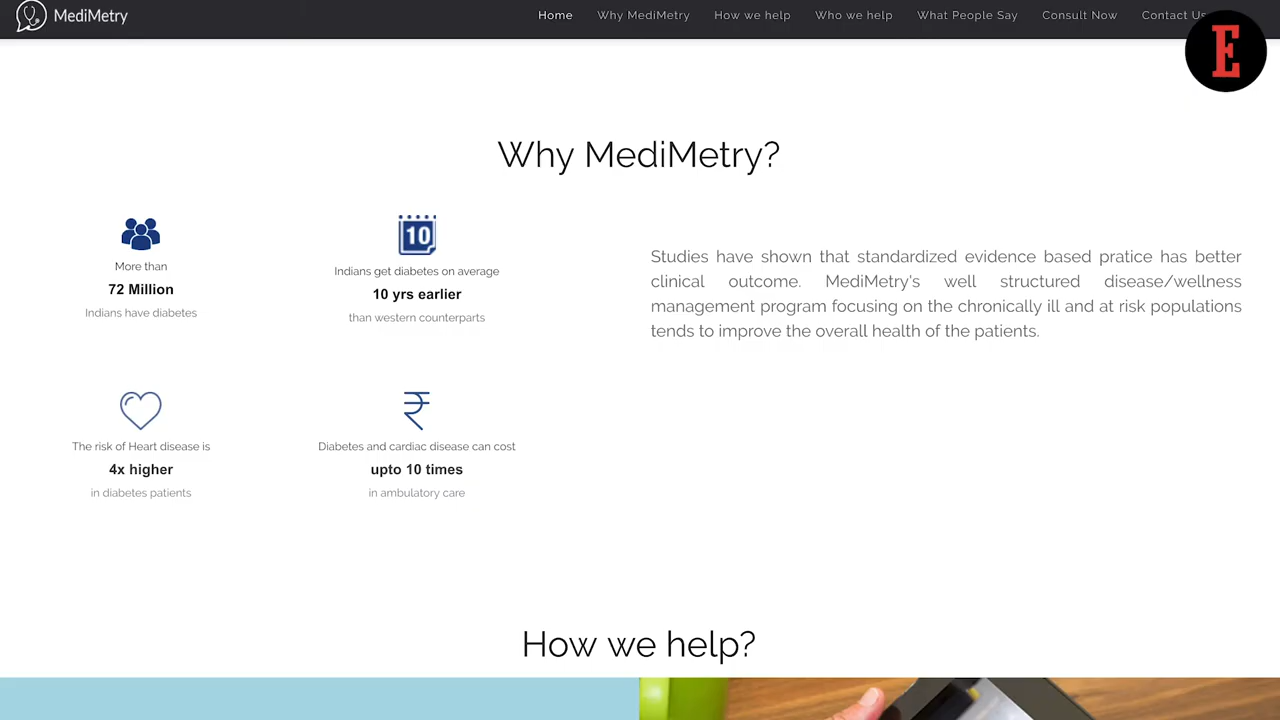 MediMetry
Home Why MediMetry How we help Who we help What People Say Consult Now Contact Us
E
Why MediMetry?
More than
72 Million
Indians have diabetes
10
Indians get diabetes on average
10 yrs earlier
than western counterparts
Studies have shown that standardized evidence based pratice has better
clinical outcome. MediMetry's well structured disease/wellness
management program focusing on the chronically ill and at risk populations
tends to improve the overall health of the patients.
The risk of Heart disease is
4x higher
in diabetes patients
₹
Diabetes and cardiac disease can cost
upto 10 times
in ambulatory care
How we help?